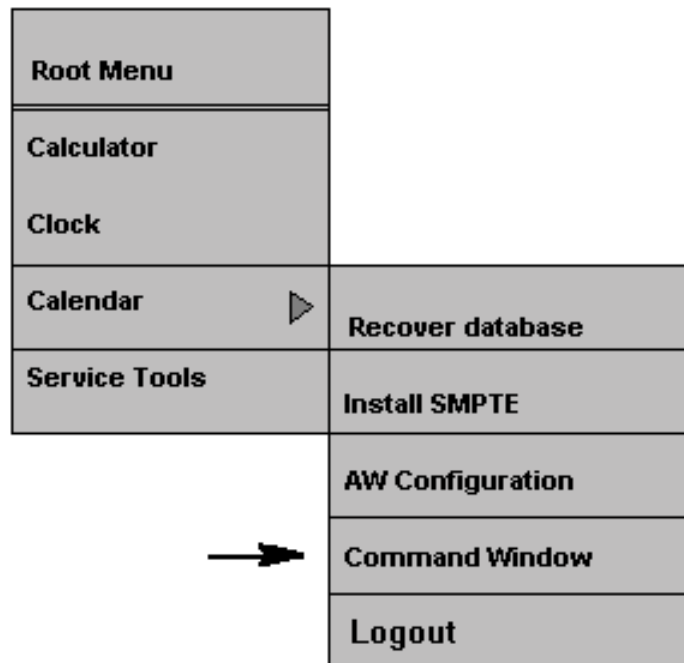 Root Menu
Calculator
Clock
Calendar
Service Tools
Recover database
Install SMPTE
AW Configuration
Command Window
Logout